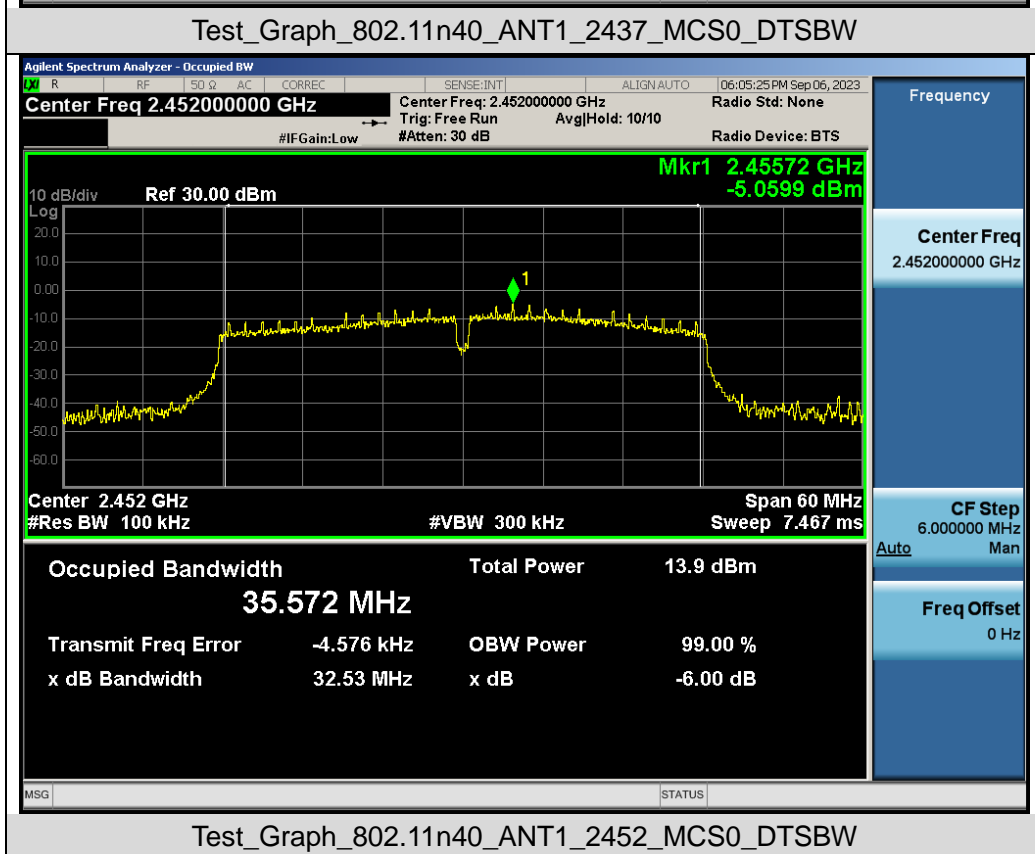 Test_Graph_802.11n40_ANT1_2437_MCS0_DTSBW
Agilent Spectrum Analyzer - Occupied BW
LXI R RF 50 Ω AC CORREC SENSE:INT ALIGN AUTO 06:05:25 PM Sep 06, 2023
Center Freq 2.452000000 GHz
Center Freq: 2.452000000 GHz Radio Std: None
Trig: Free Run Avg|Hold: 10/10
#IFGain:Low #Atten: 30 dB Radio Device: BTS
Mkr1 2.45572 GHz
-5.0599 dBm
10 dB/div Ref 30.00 dBm
Log
20.0
10.0
0.00
-10.0
-20.0
-30.0
-40.0
-50.0
-60.0
1
Center 2.452 GHz Span 60 MHz
#Res BW 100 kHz #VBW 300 kHz Sweep 7.467 ms
Occupied Bandwidth Total Power 13.9 dBm
35.572 MHz
Transmit Freq Error -4.576 kHz OBW Power 99.00 %
x dB Bandwidth 32.53 MHz x dB -6.00 dB
Frequency
Center Freq
2.452000000 GHz
CF Step
6.000000 MHz
Auto Man
Freq Offset
0 Hz
MSG STATUS
Test_Graph_802.11n40_ANT1_2452_MCS0_DTSBW